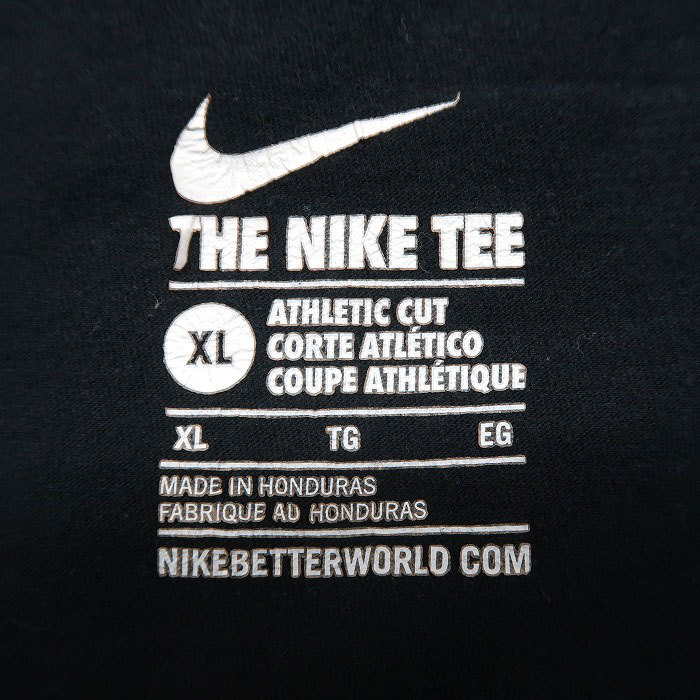 THE NIKE TEE
XL
ATHLETIC CUT
CORTE ATLÉTICO
COUPE ATHLÉTIQUE
XL TG EG
MADE IN HONDURAS
FABRIQUE AU HONDURAS
NIKEBETTERWORLD COM